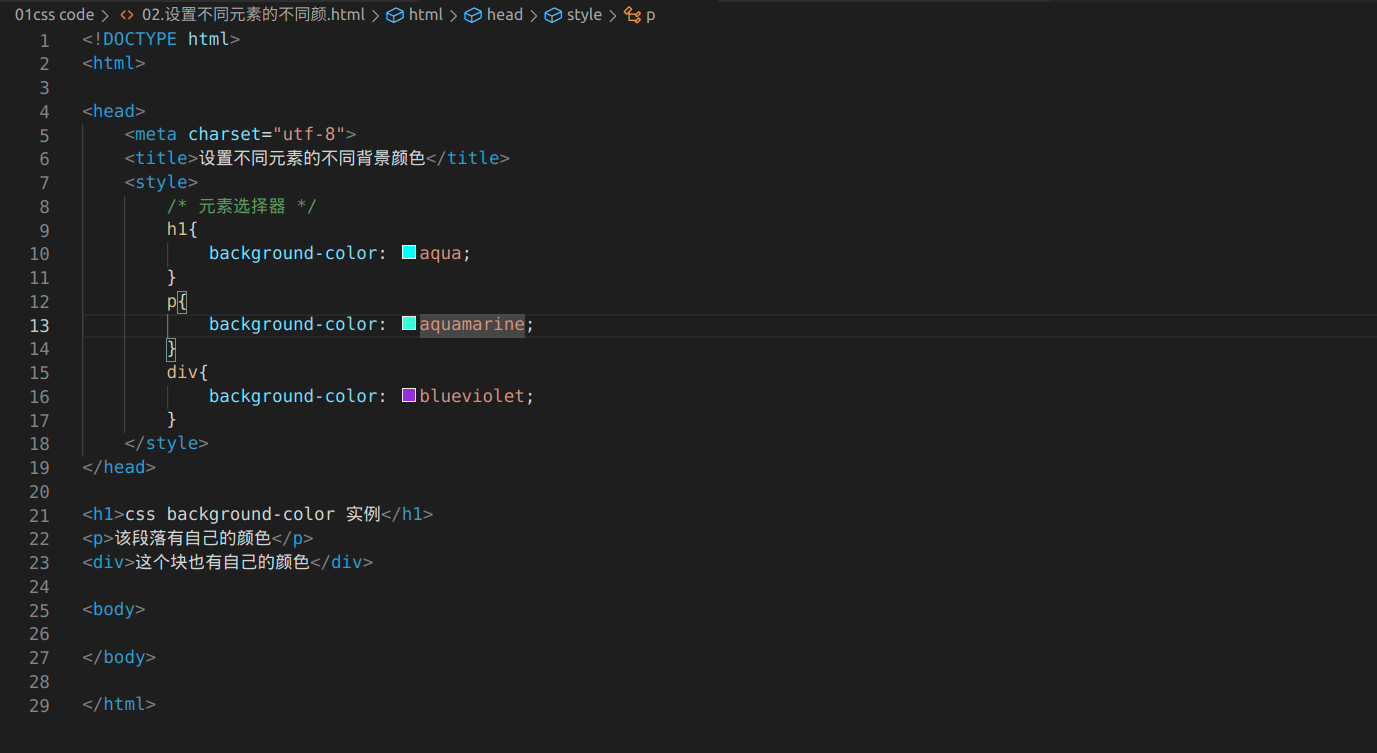 01css code > <> 02.设置不同元素的不同颜.html > html > head > style > p
1 <!DOCTYPE html>
2 <html>
3
4 <head>
5 <meta charset="utf-8">
6 <title>设置不同元素的不同背景颜色</title>
7 <style>
8 /* 元素选择器 */
9 h1{
10 background-color: aqua;
11 }
12 p{
13 background-color: aquamarine;
14 }
15 div{
16 background-color: blueviolet;
17 }
18 </style>
19 </head>
20
21 <h1>css background-color 实例</h1>
22 <p>该段落有自己的颜色</p>
23 <div>这个块也有自己的颜色</div>
24
25 <body>
26
27 </body>
28
29 </html>